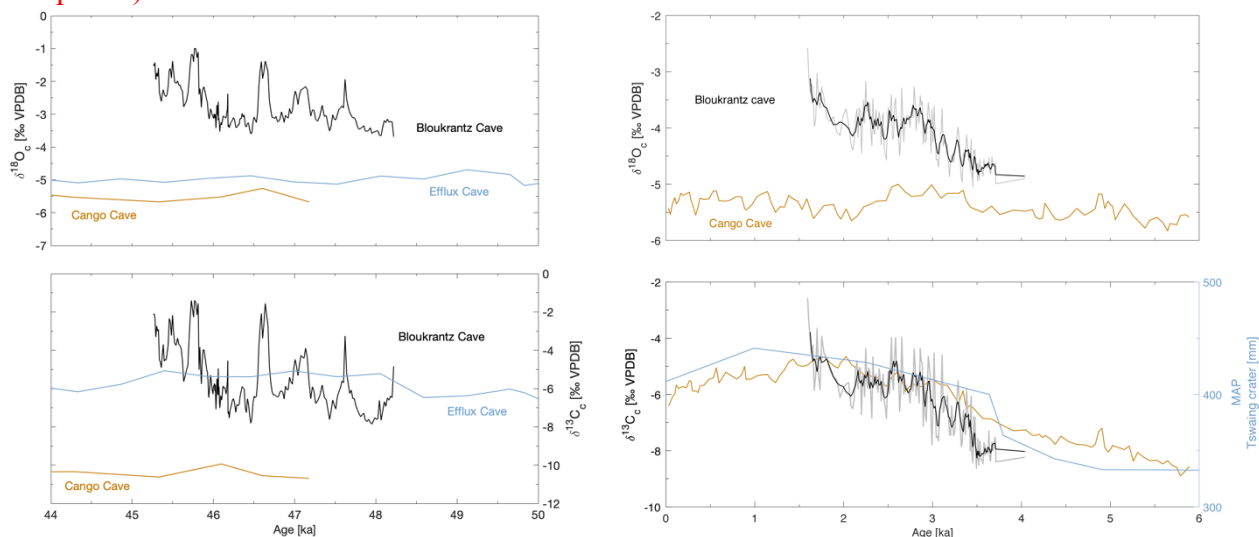 0
-1
-2
-3
-4
-5
-6
-7
δ18Oc [‰ VPDB]
Bloukrantz Cave
Efflux Cave
Cango Cave
-2
-3
-4
-5
-6
δ18Oc [‰ VPDB]
Bloukrantz cave
Cango Cave
0
-2
-4
-6
-8
-10
-12
δ13Cc [‰ VPDB]
Bloukrantz Cave
Efflux Cave
Cango Cave
44 45 46 47 48 49 50
Age [ka]
-2
-4
-6
-8
-10
δ13Cc [‰ VPDB]
500
400
300
MAP
Tswaing crater [mm]
0 1 2 3 4 5 6
Age [ka]